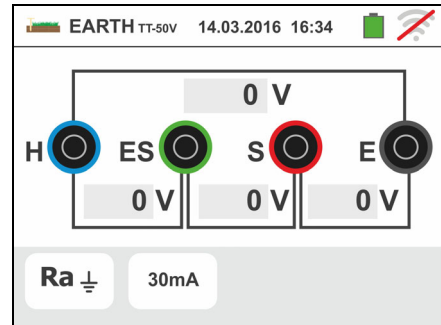 EARTH TT-50V 14.03.2016 16:34
0 V
H ES S E
0 V 0 V 0 V
Ra 30mA